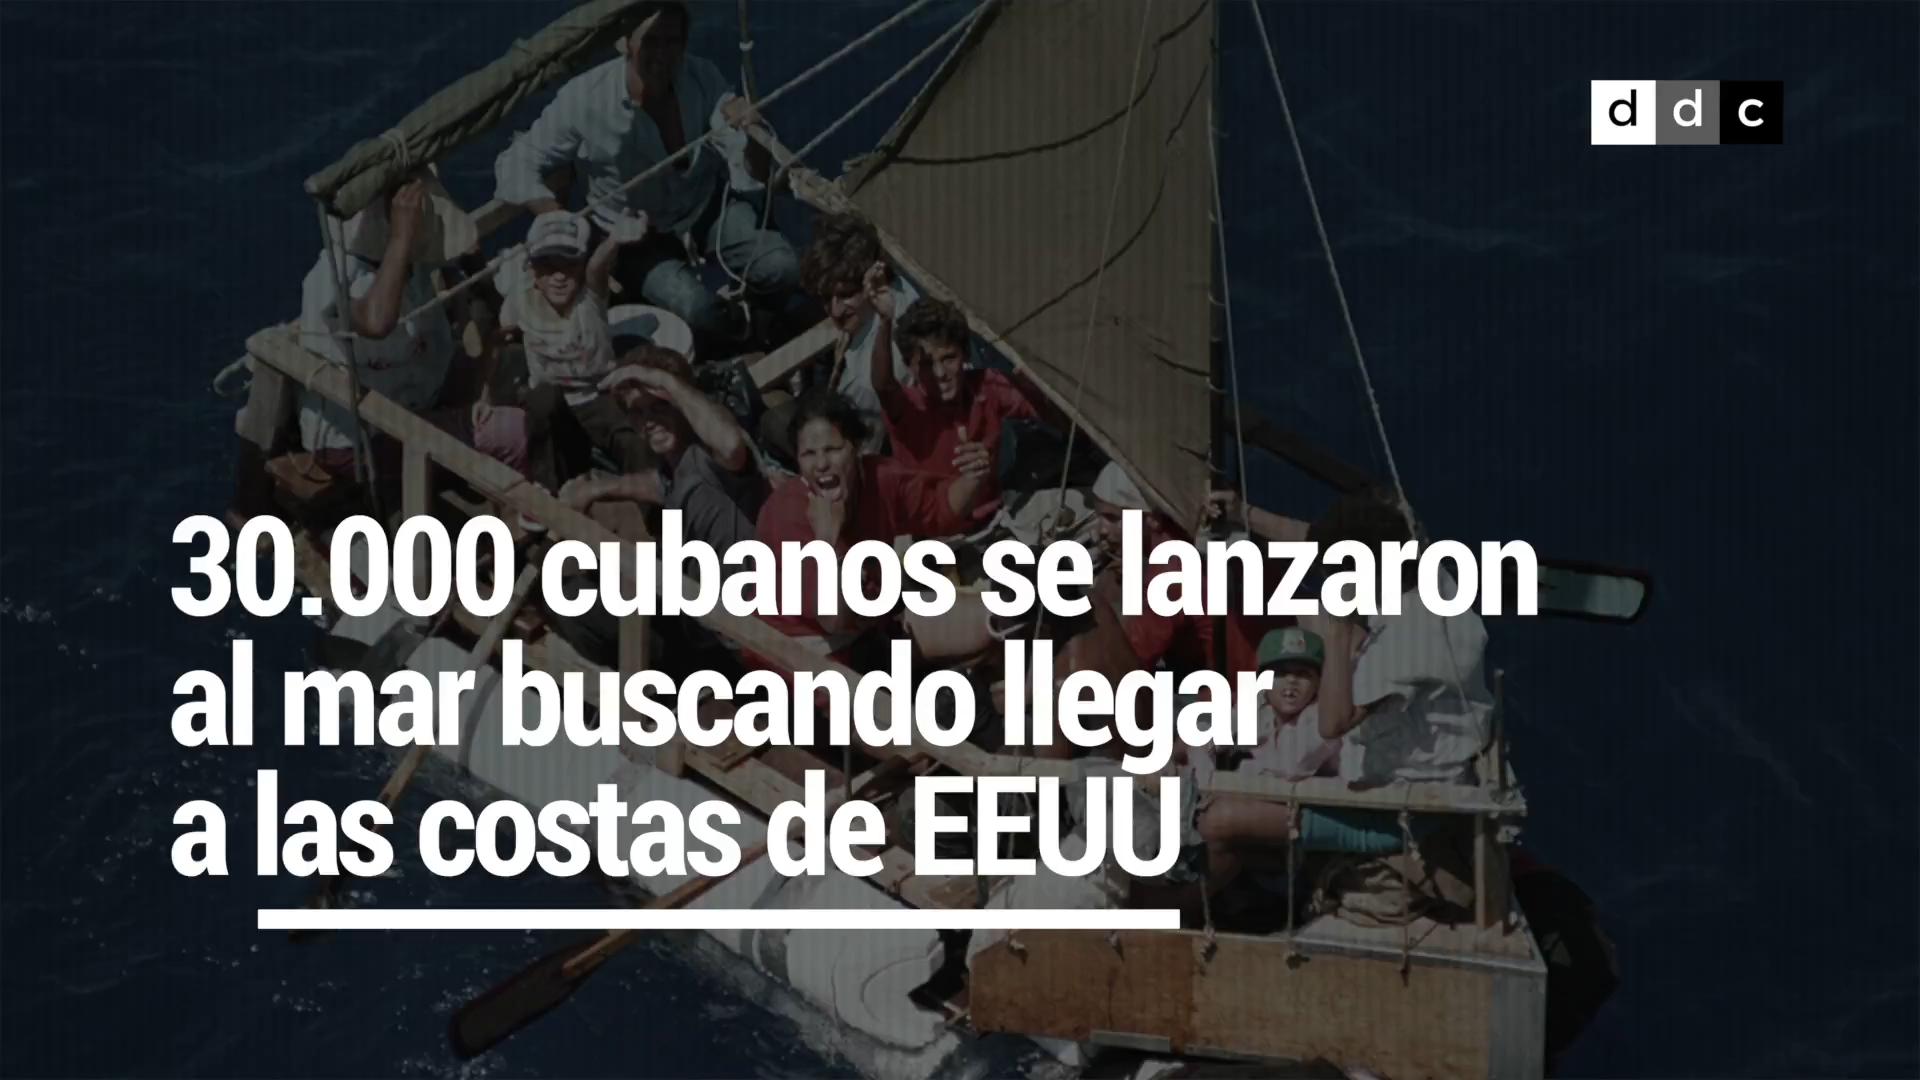 ddc
30.000 cubanos se lanzaron
al mar buscando llegar
a las costas de EEUU